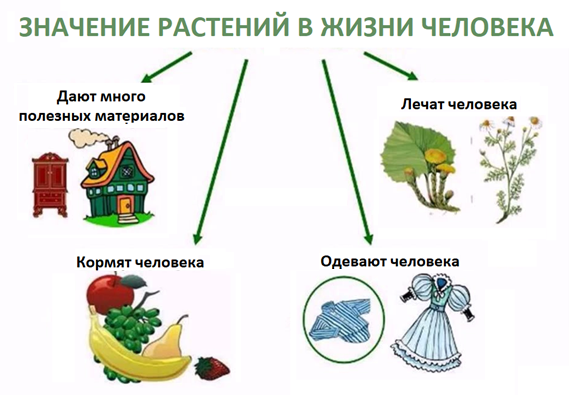 ЗНАЧЕНИЕ РАСТЕНИЙ В ЖИЗНИ ЧЕЛОВЕКА
Дают много
полезных материалов
Лечат человека
Кормят человека
Одевают человека